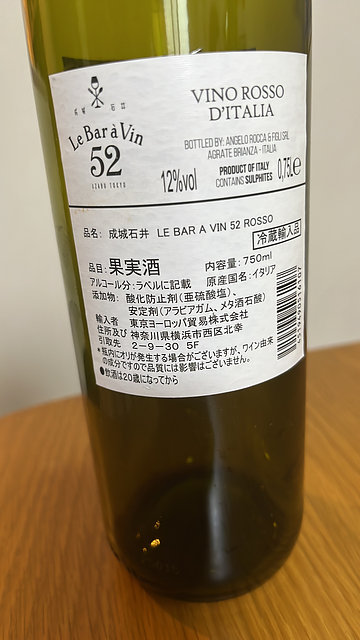 成城 石井
Le Bar à Vin
52
AZABU TOKYO
VINO ROSSO
D'ITALIA
BOTTLED BY: ANGELO ROCCA & FIGLI SRL
AGRATE BRIANZA - ITALIA
12%vol
PRODUCT OF ITALY
CONTAINS SULPHITES
0,75L e
品名: 成城石井 LE BAR A VIN 52 ROSSO
冷蔵輸入品
品目:果実酒 内容量:750ml
アルコール分:ラベルに記載 原産国名:イタリア
添加物: 酸化防止剤(亜硫酸塩)、
安定剤(アラビアガム、メタ酒石酸)
輸入者 東京ヨーロッパ貿易株式会社
住所及び 神奈川県横浜市西区北幸
引取先 2-9-30 5F
*瓶内にオリが発生する場合がございますが、ワイン由来
の成分ですので品質には影響はございません。
●飲酒は20歳になってから